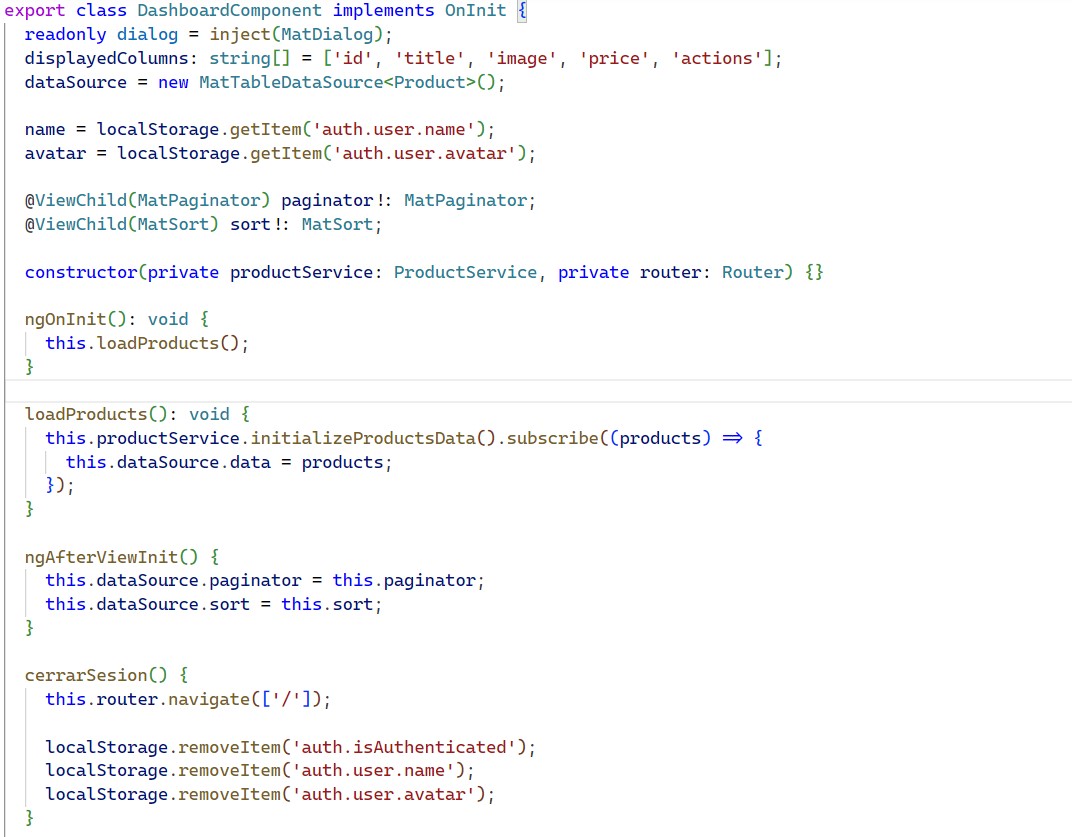 export class DashboardComponent implements OnInit {
  readonly dialog = inject(MatDialog);
  displayedColumns: string[] = ['id', 'title', 'image', 'price', 'actions'];
  dataSource = new MatTableDataSource<Product>();

  name = localStorage.getItem('auth.user.name');
  avatar = localStorage.getItem('auth.user.avatar');

  @ViewChild(MatPaginator) paginator!: MatPaginator;
  @ViewChild(MatSort) sort!: MatSort;

  constructor(private productService: ProductService, private router: Router) {}

  ngOnInit(): void {
    this.loadProducts();
  }

  loadProducts(): void {
    this.productService.initializeProductsData().subscribe((products) => {
      this.dataSource.data = products;
    });
  }

  ngAfterViewInit() {
    this.dataSource.paginator = this.paginator;
    this.dataSource.sort = this.sort;
  }

  cerrarSesion() {
    this.router.navigate(['/']);

    localStorage.removeItem('auth.isAuthenticated');
    localStorage.removeItem('auth.user.name');
    localStorage.removeItem('auth.user.avatar');
  }